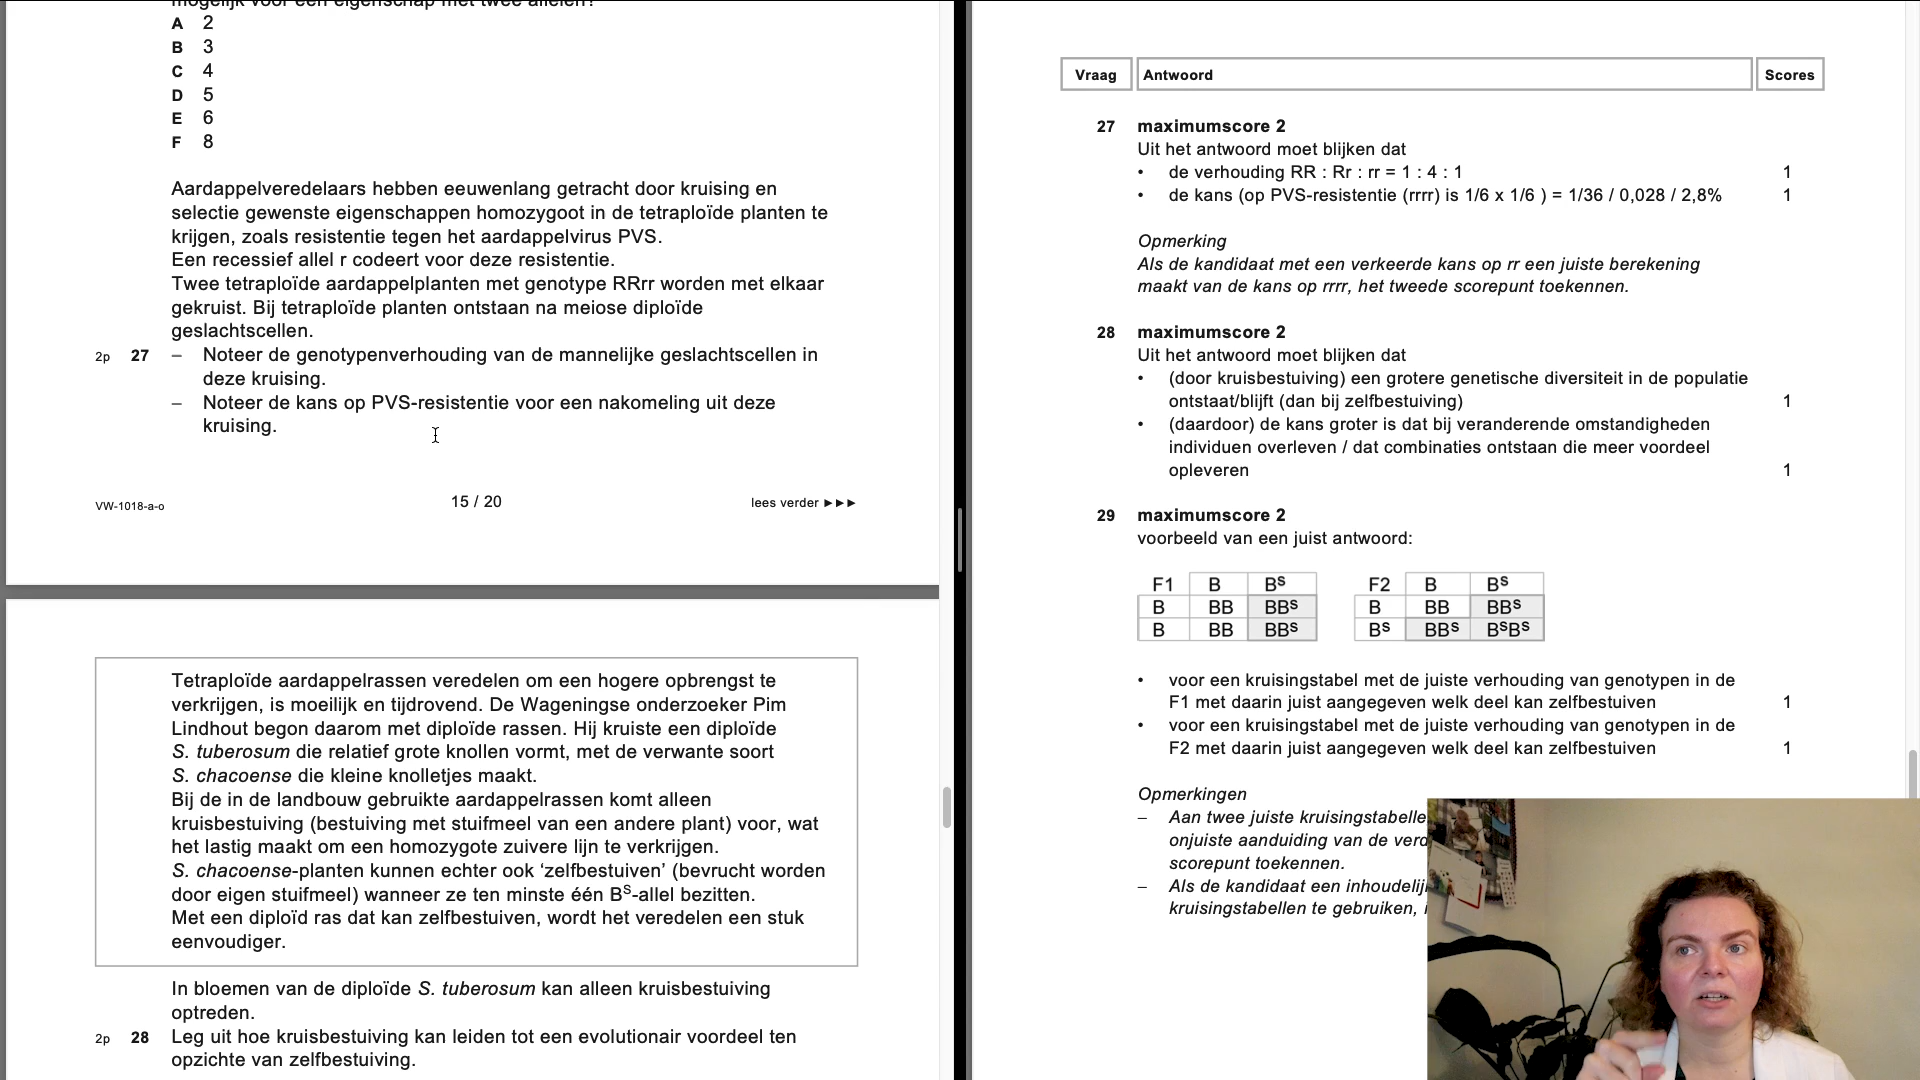 mogelijk voor een eigenschap met twee allelen?
A 2
B 3
C 4
D 5
E 6
F 8
Aardappelveredelaars hebben eeuwenlang getracht door kruising en
selectie gewenste eigenschappen homozygoot in de tetraploïde planten te
krijgen, zoals resistentie tegen het aardappelvirus PVS.
Een recessief allel r codeert voor deze resistentie.
Twee tetraploïde aardappelplanten met genotype RRrr worden met elkaar
gekruist. Bij tetraploïde planten ontstaan na meiose diploïde
geslachtscellen.
2p 27 – Noteer de genotypenverhouding van de mannelijke geslachtscellen in
deze kruising.
– Noteer de kans op PVS-resistentie voor een nakomeling uit deze
kruising.
VW-1018-a-o 15 / 20 lees verder ►►►
Tetraploïde aardappelrassen veredelen om een hogere opbrengst te
verkrijgen, is moeilijk en tijdrovend. De Wageningse onderzoeker Pim
Lindhout begon daarom met diploïde rassen. Hij kruiste een diploïde
S. tuberosum die relatief grote knollen vormt, met de verwante soort
S. chacoense die kleine knolletjes maakt.
Bij de in de landbouw gebruikte aardappelrassen komt alleen
kruisbestuiving (bestuiving met stuifmeel van een andere plant) voor, wat
het lastig maakt om een homozygote zuivere lijn te verkrijgen.
S. chacoense-planten kunnen echter ook ‘zelfbestuiven’ (bevrucht worden
door eigen stuifmeel) wanneer ze ten minste één Bˢ-allel bezitten.
Met een diploïd ras dat kan zelfbestuiven, wordt het veredelen een stuk
eenvoudiger.
In bloemen van de diploïde S. tuberosum kan alleen kruisbestuiving
optreden.
2p 28 Leg uit hoe kruisbestuiving kan leiden tot een evolutionair voordeel ten
opzichte van zelfbestuiving.
Vraag Antwoord Scores
27 maximumscore 2
Uit het antwoord moet blijken dat
• de verhouding RR : Rr : rr = 1 : 4 : 1 1
• de kans (op PVS-resistentie (rrrr) is 1/6 x 1/6 ) = 1/36 / 0,028 / 2,8% 1
Opmerking
Als de kandidaat met een verkeerde kans op rr een juiste berekening
maakt van de kans op rrrr, het tweede scorepunt toekennen.
28 maximumscore 2
Uit het antwoord moet blijken dat
• (door kruisbestuiving) een grotere genetische diversiteit in de populatie
ontstaat/blijft (dan bij zelfbestuiving) 1
• (daardoor) de kans groter is dat bij veranderende omstandigheden
individuen overleven / dat combinaties ontstaan die meer voordeel
opleveren 1
29 maximumscore 2
voorbeeld van een juist antwoord:
F1 B Bˢ F2 B Bˢ
B BB BBˢ B BB BBˢ
B BB BBˢ Bˢ BBˢ BˢBˢ
• voor een kruisingstabel met de juiste verhouding van genotypen in de
F1 met daarin juist aangegeven welk deel kan zelfbestuiven 1
• voor een kruisingstabel met de juiste verhouding van genotypen in de
F2 met daarin juist aangegeven welk deel kan zelfbestuiven 1
Opmerkingen
– Aan twee juiste kruisingstabelle
onjuiste aanduiding van de verd
scorepunt toekennen.
– Als de kandidaat een inhoudelij
kruisingstabellen te gebruiken,